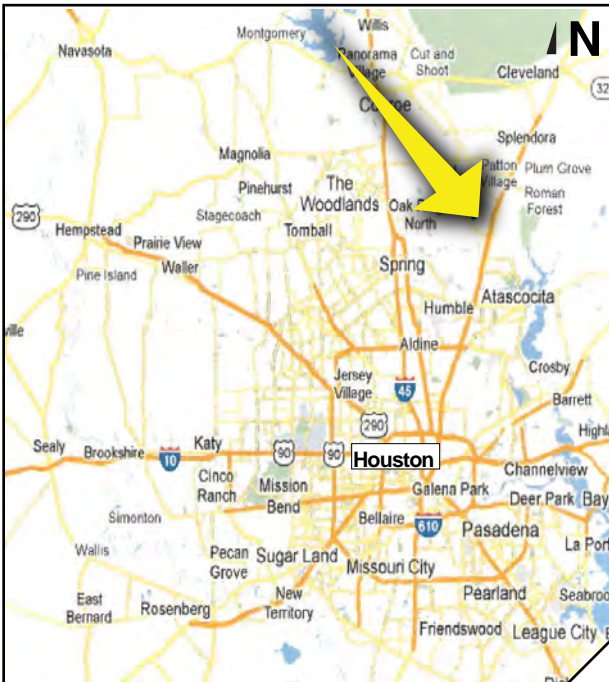 Willis
Montgomery
N
Navasota
Panorama
Village
Cut and
Shoot
Cleveland
Splendora
Magnolia
Patton
Village
Plum Grove
Pinehurst
The
Woodlands
Roman
Forest
290
Stagecoach
Oak
North
Hempstead
Tomball
Prairie View
Waller
Spring
Pine Island
Humble
Atascocita
Aldine
Jersey
Village
45
Crosby
Barrett
290
Sealy
Brookshire
10
Katy
90
90
Houston
Channelview
Cinco
Ranch
Mission
Bend
Galena Park
Deer Park
Simonton
Bellaire
610
Pasadena
Wallis
Pecan
Grove
Sugar Land
Missouri City
East
Bernard
Rosenberg
New
Territory
Pearland
Friendswood
League City